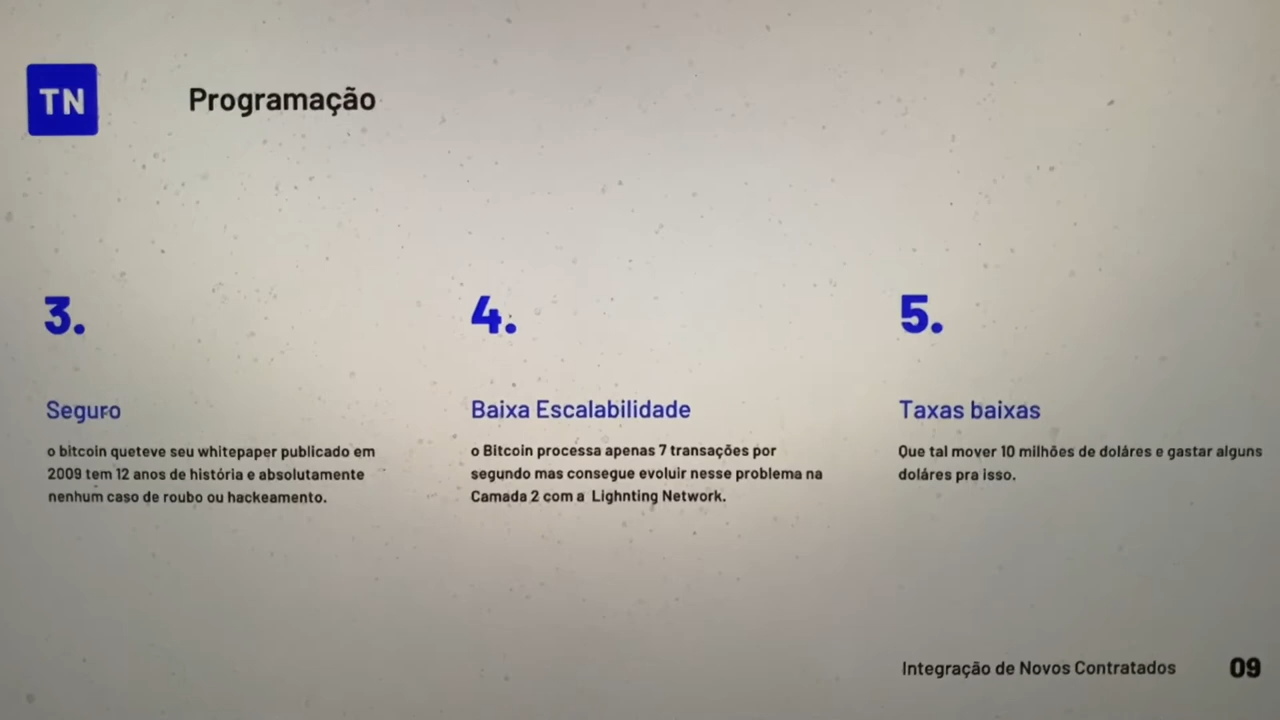 TN
Programação
3.
Seguro
o bitcoin queteve seu whitepaper publicado em
2009 tem 12 anos de história e absolutamente
nenhum caso de roubo ou hackeamento.
4.
Baixa Escalabilidade
o Bitcoin processa apenas 7 transações por
segundo mas consegue evoluir nesse problema na
Camada 2 com a Lighnting Network.
5.
Taxas baixas
Que tal mover 10 milhões de doláres e gastar alguns
doláres pra isso.
Integração de Novos Contratados
09